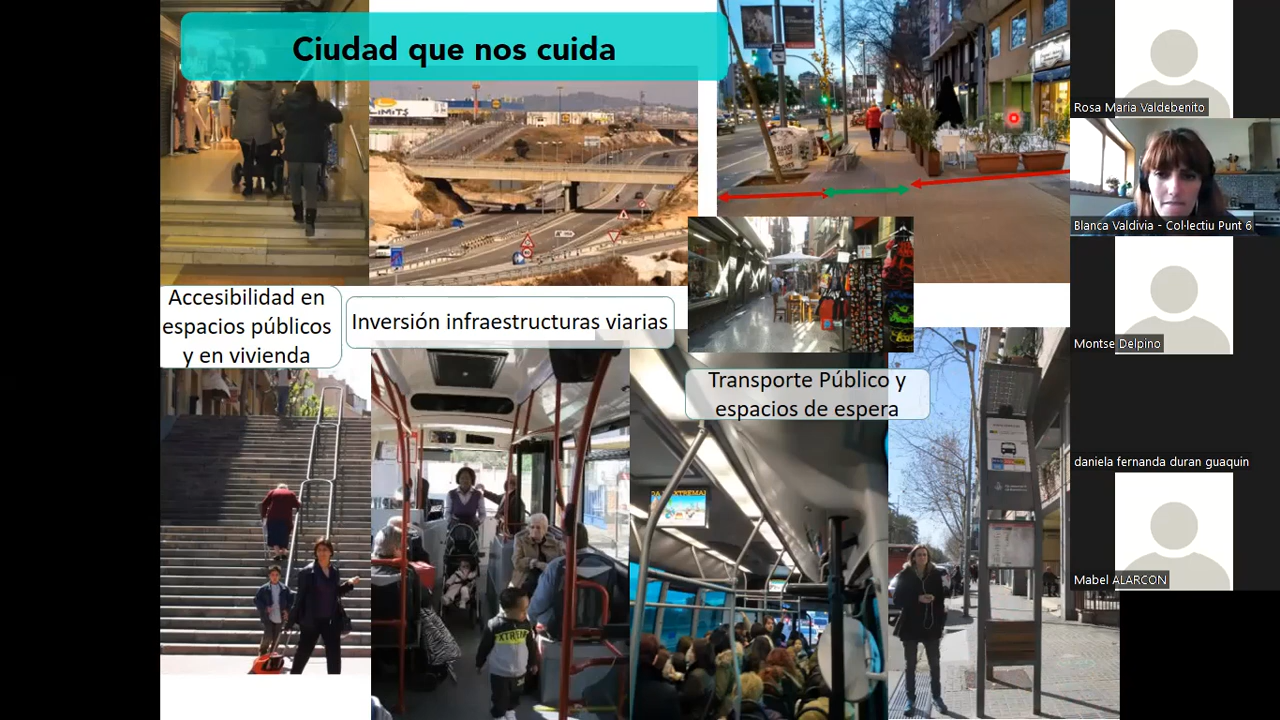 Ciudad que nos cuida
Accesibilidad en
espacios públicos
y en vivienda
Inversión infraestructuras viarias
Transporte Público y
espacios de espera
EXTREM
Rosa Maria Valdebenito
Blanca Valdivia - Col·lectiu Punt 6
Montse Delpino
daniela fernanda duran guaquin
Mabel ALARCON